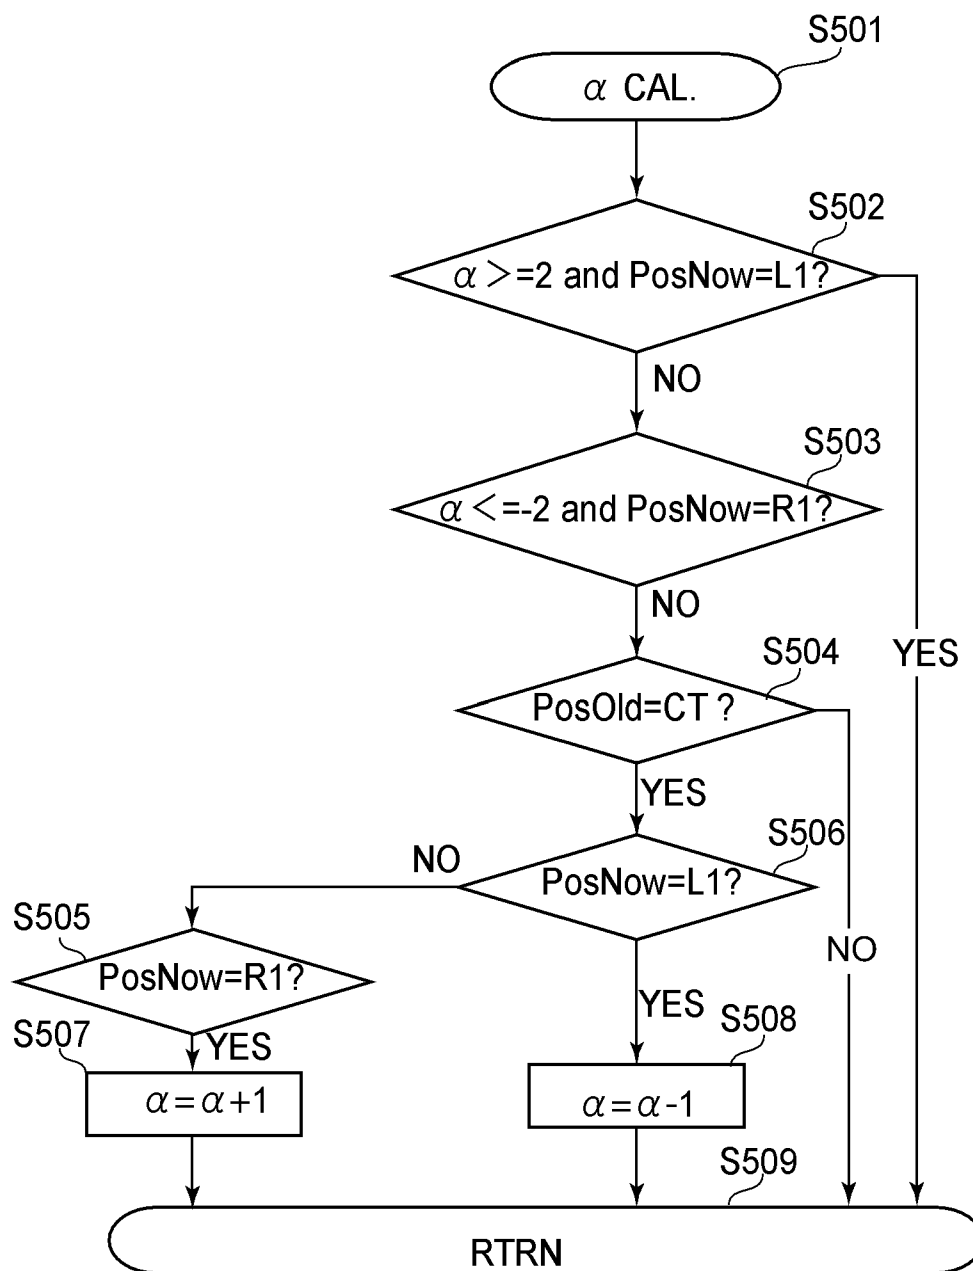 S501
α CAL.
S502
α >=2 and PosNow=L1?
NO
S503
α <=-2 and PosNow=R1?
NO
S504
YES
PosOld=CT ?
YES
S506
NO
PosNow=L1?
S505
NO
PosNow=R1?
YES
S508
S507
YES
α=α+1
α=α-1
S509
RTRN